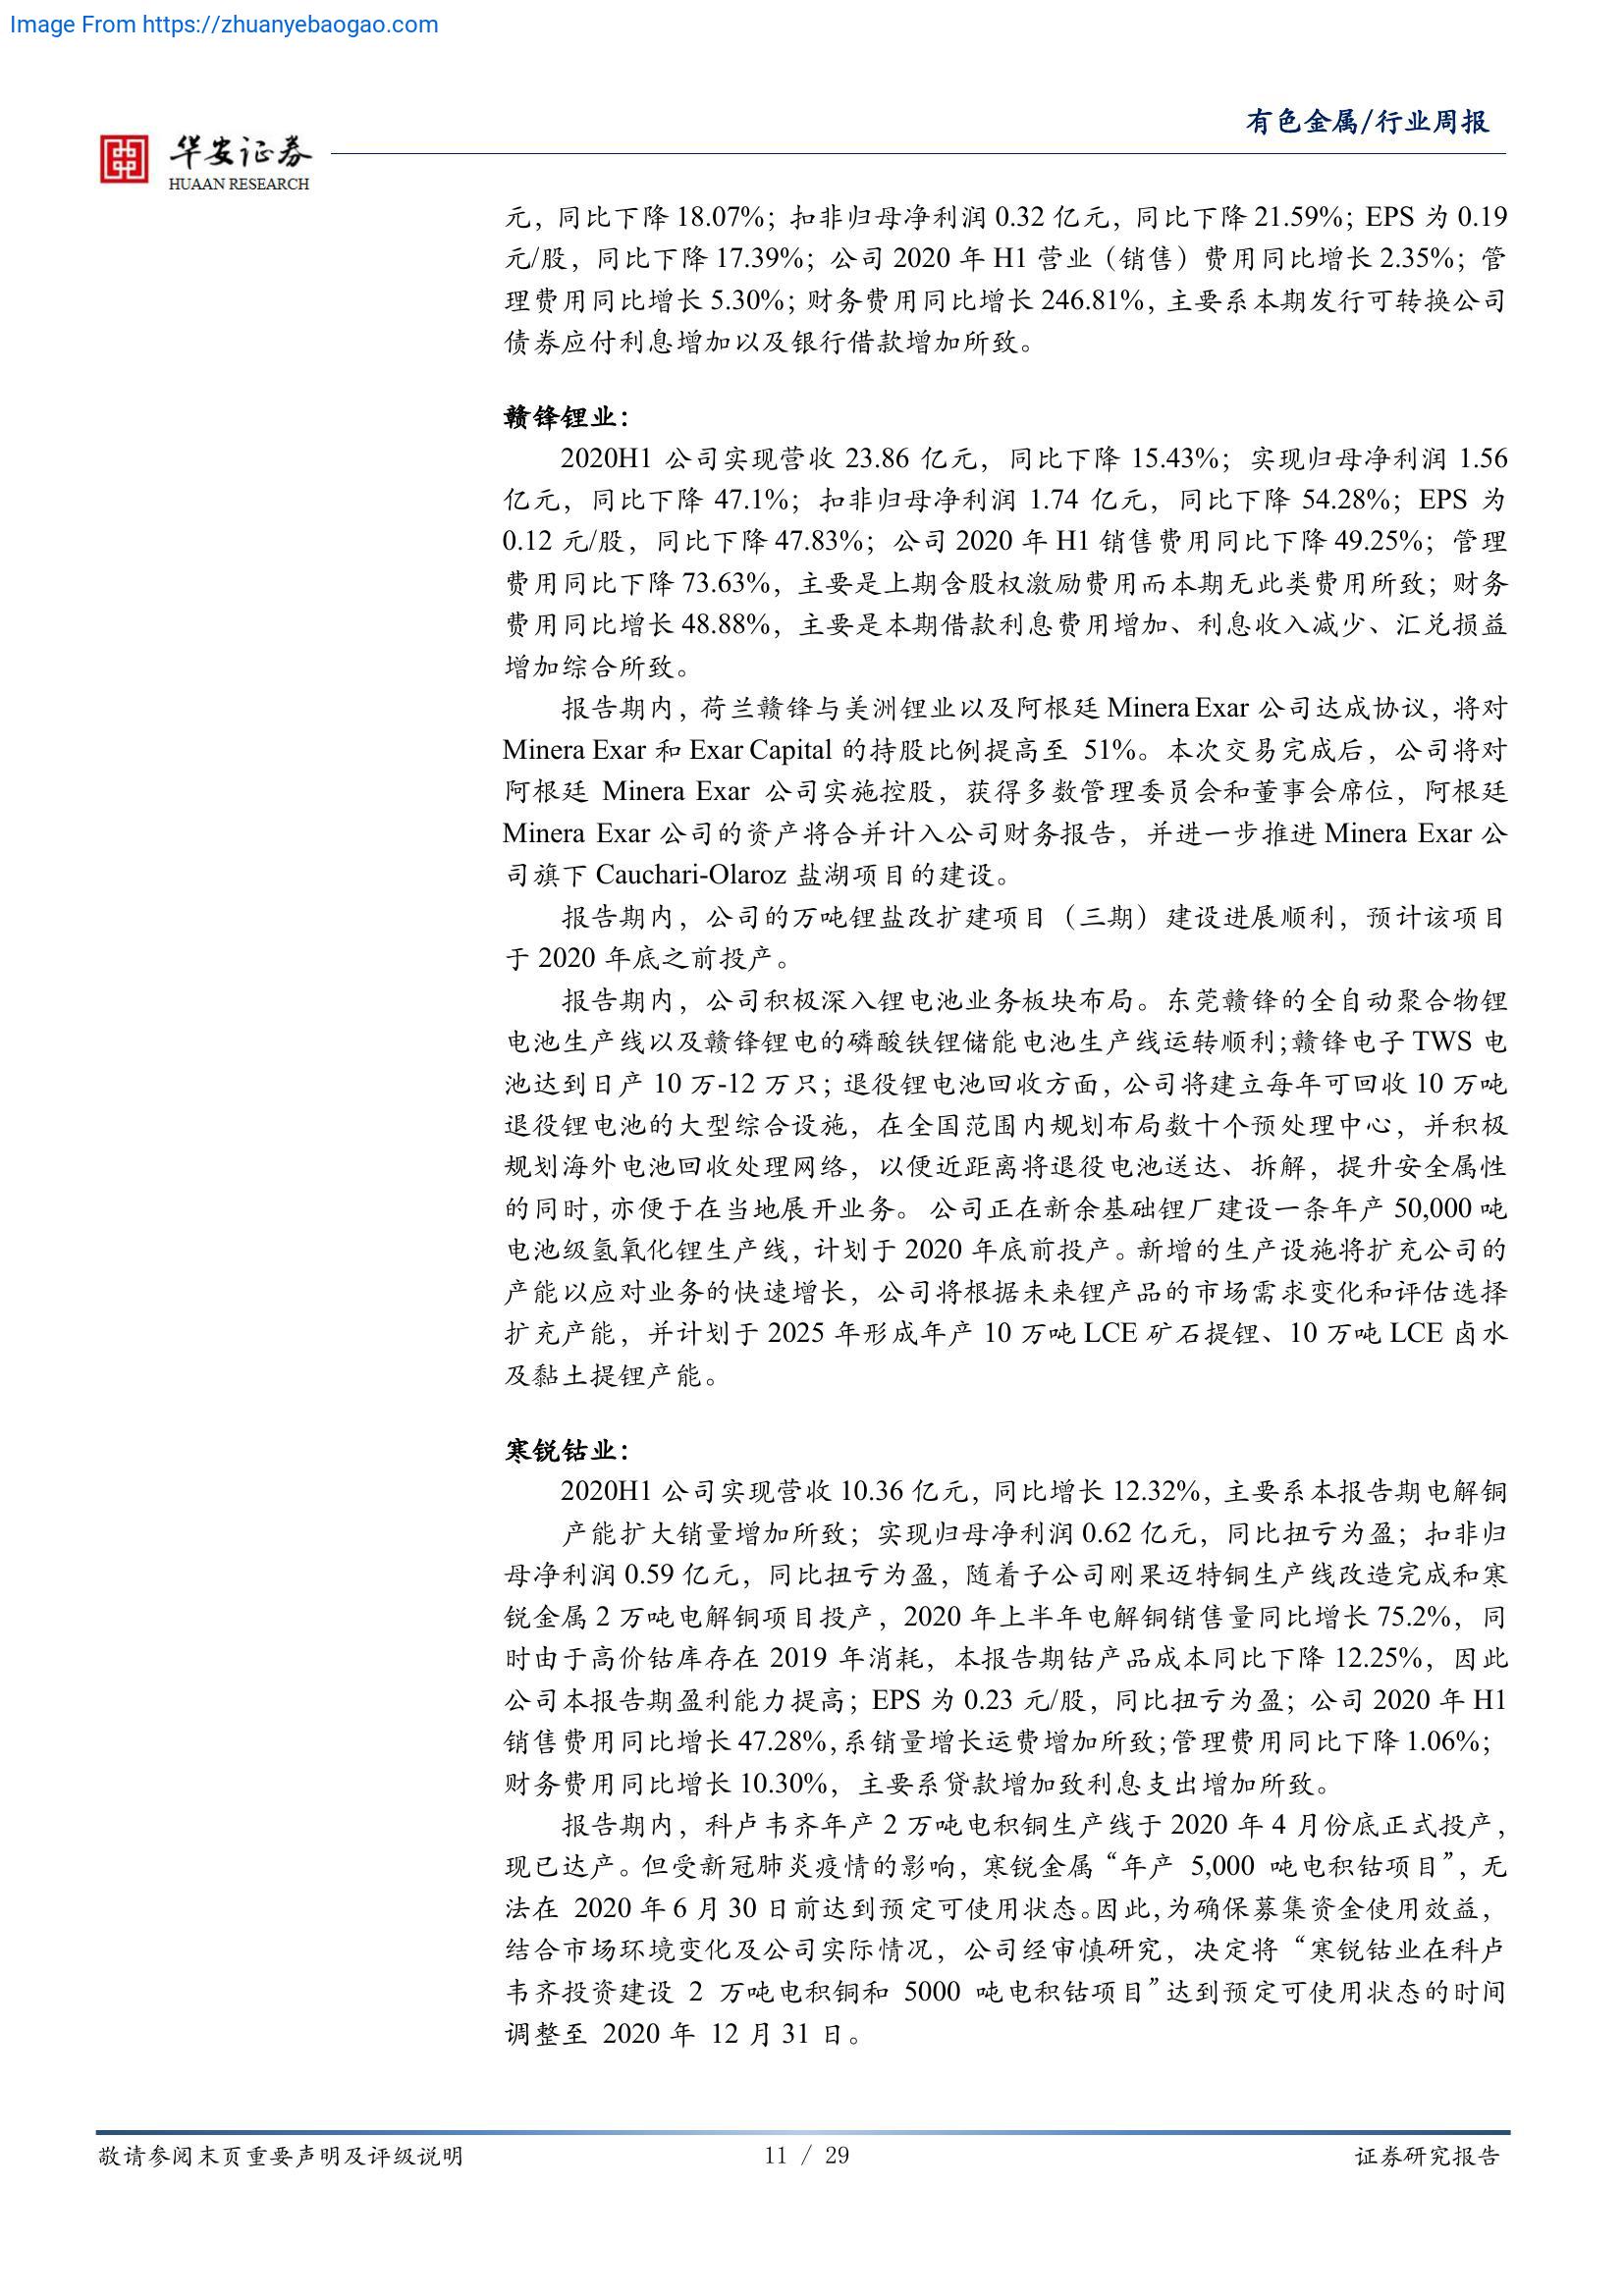 Image From https://zhuanyebaogao.com
有色金属/行业周报
华安证券
HUAAN RESEARCH
元，同比下降 18.07%；扣非归母净利润 0.32 亿元，同比下降 21.59%；EPS 为 0.19
元/股，同比下降 17.39%；公司 2020 年 H1 营业（销售）费用同比增长 2.35%；管
理费用同比增长 5.30%；财务费用同比增长 246.81%，主要系本期发行可转换公司
债券应付利息增加以及银行借款增加所致。
赣锋锂业：
2020H1 公司实现营收 23.86 亿元，同比下降 15.43%；实现归母净利润 1.56
亿元，同比下降 47.1%；扣非归母净利润 1.74 亿元，同比下降 54.28%；EPS 为
0.12 元/股，同比下降 47.83%；公司 2020 年 H1 销售费用同比下降 49.25%；管理
费用同比下降 73.63%，主要是上期含股权激励费用而本期无此类费用所致；财务
费用同比增长 48.88%，主要是本期借款利息费用增加、利息收入减少、汇兑损益
增加综合所致。
报告期内，荷兰赣锋与美洲锂业以及阿根廷 Minera Exar 公司达成协议，将对
Minera Exar 和 Exar Capital 的持股比例提高至 51%。本次交易完成后，公司将对
阿根廷 Minera Exar 公司实施控股，获得多数管理委员会和董事会席位，阿根廷
Minera Exar 公司的资产将合并计入公司财务报告，并进一步推进 Minera Exar 公
司旗下 Cauchari-Olaroz 盐湖项目的建设。
报告期内，公司的万吨锂盐改扩建项目（三期）建设进展顺利，预计该项目
于 2020 年底之前投产。
报告期内，公司积极深入锂电池业务板块布局。东莞赣锋的全自动聚合物锂
电池生产线以及赣锋锂电的磷酸铁锂储能电池生产线运转顺利；赣锋电子 TWS 电
池达到日产 10 万-12 万只；退役锂电池回收方面，公司将建立每年可回收 10 万吨
退役锂电池的大型综合设施，在全国范围内规划布局数十个预处理中心，并积极
规划海外电池回收处理网络，以便近距离将退役电池送达、拆解，提升安全属性
的同时，亦便于在当地展开业务。 公司正在新余基础锂厂建设一条年产 50,000 吨
电池级氢氧化锂生产线，计划于 2020 年底前投产。新增的生产设施将扩充公司的
产能以应对业务的快速增长，公司将根据未来锂产品的市场需求变化和评估选择
扩充产能，并计划于 2025 年形成年产 10 万吨 LCE 矿石提锂、10 万吨 LCE 卤水
及黏土提锂产能。
寒锐钴业：
2020H1 公司实现营收 10.36 亿元，同比增长 12.32%，主要系本报告期电解铜
产能扩大销量增加所致；实现归母净利润 0.62 亿元，同比扭亏为盈；扣非归
母净利润 0.59 亿元，同比扭亏为盈，随着子公司刚果迈特铜生产线改造完成和寒
锐金属 2 万吨电解铜项目投产，2020 年上半年电解铜销售量同比增长 75.2%，同
时由于高价钴库存在 2019 年消耗，本报告期钴产品成本同比下降 12.25%，因此
公司本报告期盈利能力提高；EPS 为 0.23 元/股，同比扭亏为盈；公司 2020 年 H1
销售费用同比增长 47.28%，系销量增长运费增加所致；管理费用同比下降 1.06%；
财务费用同比增长 10.30%，主要系贷款增加致利息支出增加所致。
报告期内，科卢韦齐年产 2 万吨电积铜生产线于 2020 年 4 月份底正式投产，
现已达产。但受新冠肺炎疫情的影响，寒锐金属“年产 5,000 吨电积钴项目”，无
法在 2020 年 6 月 30 日前达到预定可使用状态。因此，为确保募集资金使用效益，
结合市场环境变化及公司实际情况，公司经审慎研究，决定将“寒锐钴业在科卢
韦齐投资建设 2 万吨电积铜和 5000 吨电积钴项目”达到预定可使用状态的时间
调整至 2020 年 12 月 31 日。
敬请参阅末页重要声明及评级说明
11 / 29
证券研究报告